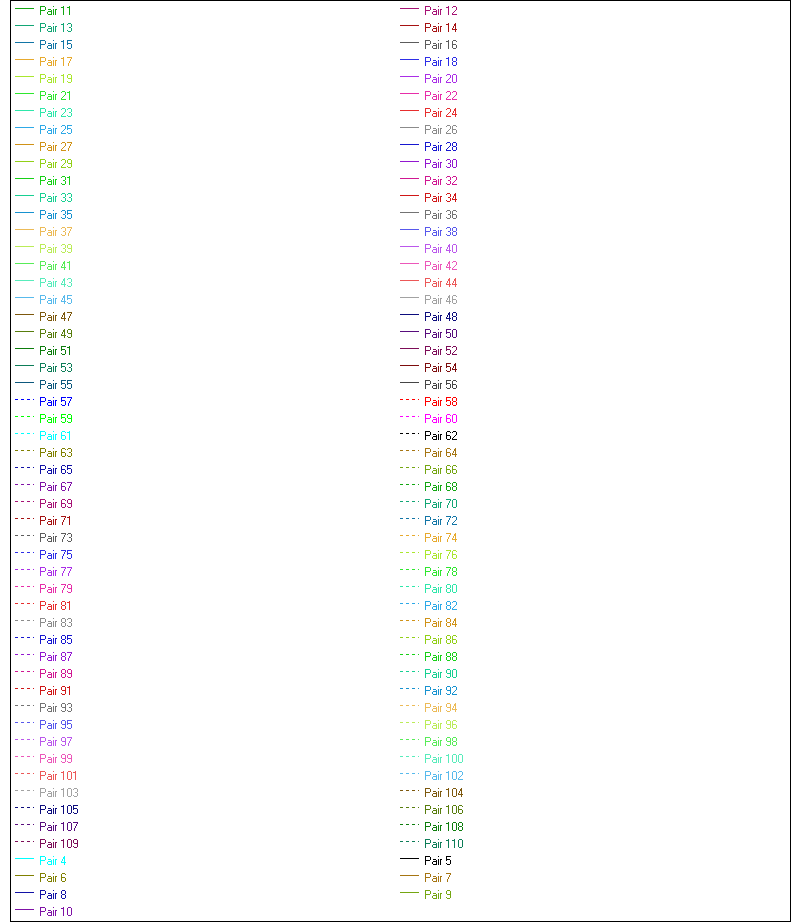 Pair 11 Pair 12
Pair 13 Pair 14
Pair 15 Pair 16
Pair 17 Pair 18
Pair 19 Pair 20
Pair 21 Pair 22
Pair 23 Pair 24
Pair 25 Pair 26
Pair 27 Pair 28
Pair 29 Pair 30
Pair 31 Pair 32
Pair 33 Pair 34
Pair 35 Pair 36
Pair 37 Pair 38
Pair 39 Pair 40
Pair 41 Pair 42
Pair 43 Pair 44
Pair 45 Pair 46
Pair 47 Pair 48
Pair 49 Pair 50
Pair 51 Pair 52
Pair 53 Pair 54
Pair 55 Pair 56
Pair 57 Pair 58
Pair 59 Pair 60
Pair 61 Pair 62
Pair 63 Pair 64
Pair 65 Pair 66
Pair 67 Pair 68
Pair 69 Pair 70
Pair 71 Pair 72
Pair 73 Pair 74
Pair 75 Pair 76
Pair 77 Pair 78
Pair 79 Pair 80
Pair 81 Pair 82
Pair 83 Pair 84
Pair 85 Pair 86
Pair 87 Pair 88
Pair 89 Pair 90
Pair 91 Pair 92
Pair 93 Pair 94
Pair 95 Pair 96
Pair 97 Pair 98
Pair 99 Pair 100
Pair 101 Pair 102
Pair 103 Pair 104
Pair 105 Pair 106
Pair 107 Pair 108
Pair 109 Pair 110
Pair 4 Pair 5
Pair 6 Pair 7
Pair 8 Pair 9
Pair 10